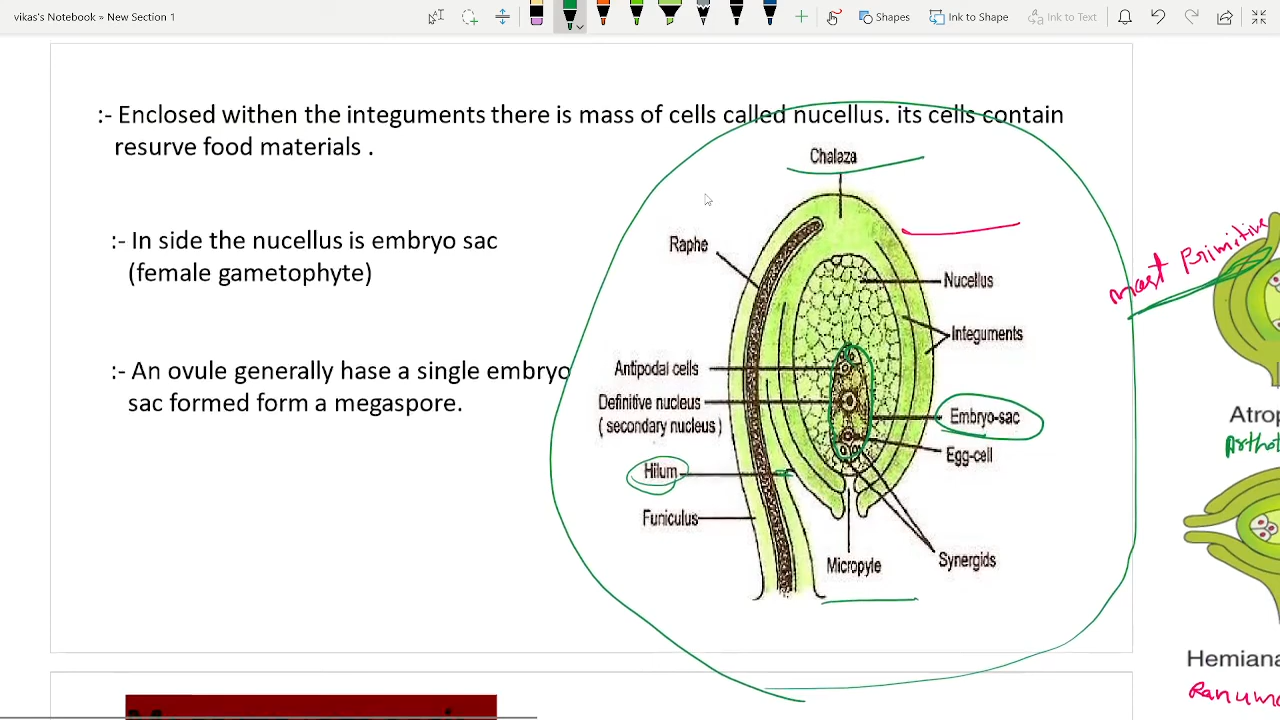 vikas Notebook » New Section 1
Ink to Shape
Ink to Text
Shapes
:- Enclosed withen the integuments there is mass of cells called nucellus. its cells contain
resurve food materials .
Chalaza
:- In side the nucellus is embryo sac
(female gametophyte)
Raphe
Most Primitive
Nucellus
Integuments
:- An ovule generally hase a single embryo
sac formed form a megaspore.
Antipodal cells
Definitive nucleus
( secondary nucleus )
Embryo-sac
Egg-cell
Hilum
Funiculus
Micropyle
Synergids
Atrop
Hemiana